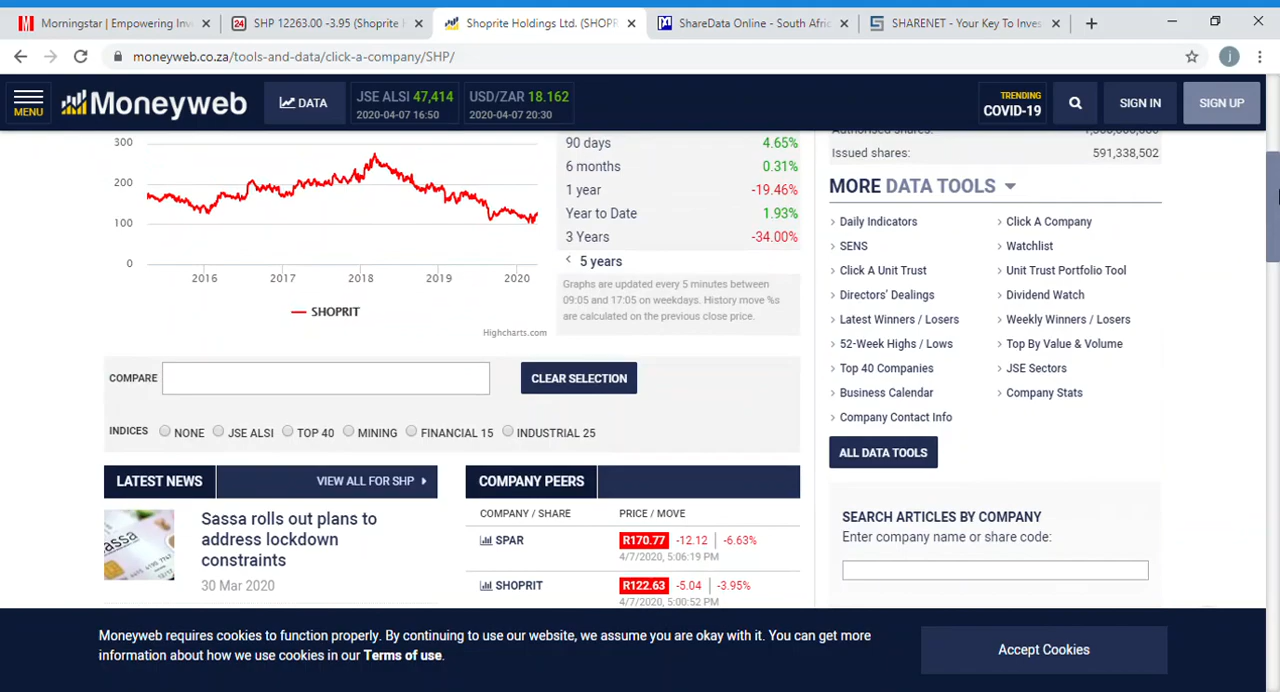 Morningstar | Empowering Inve
SHP 12263.00 -3.95 (Shoprite
Shoprite Holdings Ltd. (SHOPR
ShareData Online - South Afric
SHARENET - Your Key To Inves
moneyweb.co.za/tools-and-data/click-a-company/SHP/
j
MENU
Moneyweb
DATA
JSE ALSI 47,414
2020-04-07 16:50
USD/ZAR 18.162
2020-04-07 20:30
TRENDING
COVID-19
SIGN IN
SIGN UP
300
200
100
0
2016 2017 2018 2019 2020
SHOPRIT
Highcharts.com
90 days 4.65%
6 months 0.31%
1 year -19.46%
Year to Date 1.93%
3 Years -34.00%
5 years
Graphs are updated every 5 minutes between
09:05 and 17:05 on weekdays. History move %s
are calculated on the previous close price.
COMPARE
CLEAR SELECTION
INDICES NONE JSE ALSI TOP 40 MINING FINANCIAL 15 INDUSTRIAL 25
LATEST NEWS
VIEW ALL FOR SHP
Sassa rolls out plans to
address lockdown
constraints
30 Mar 2020
COMPANY PEERS
COMPANY / SHARE PRICE / MOVE
SPAR R170.77 -12.12 -6.63%
4/7/2020, 5:06:19 PM
SHOPRIT R122.63 -5.04 -3.95%
4/7/2020, 5:00:52 PM
Authorised shares:
Issued shares: 591,338,502
MORE DATA TOOLS
Daily Indicators
Click A Company
SENS
Watchlist
Click A Unit Trust
Unit Trust Portfolio Tool
Directors' Dealings
Dividend Watch
Latest Winners / Losers
Weekly Winners / Losers
52-Week Highs / Lows
Top By Value & Volume
Top 40 Companies
JSE Sectors
Business Calendar
Company Stats
Company Contact Info
ALL DATA TOOLS
SEARCH ARTICLES BY COMPANY
Enter company name or share code:
Moneyweb requires cookies to function properly. By continuing to use our website, we assume you are okay with it. You can get more
information about how we use cookies in our Terms of use.
Accept Cookies